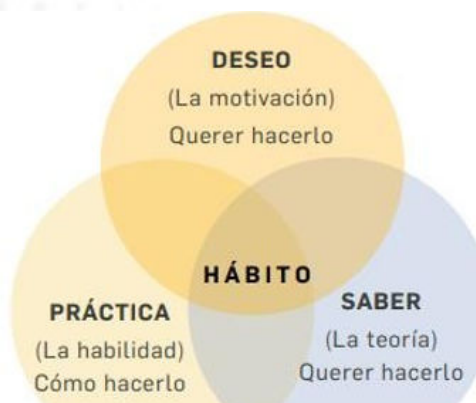 DESEO
(La motivación)
Querer hacerlo
HÁBITO
PRÁCTICA
(La habilidad)
Cómo hacerlo
SABER
(La teoría)
Querer hacerlo